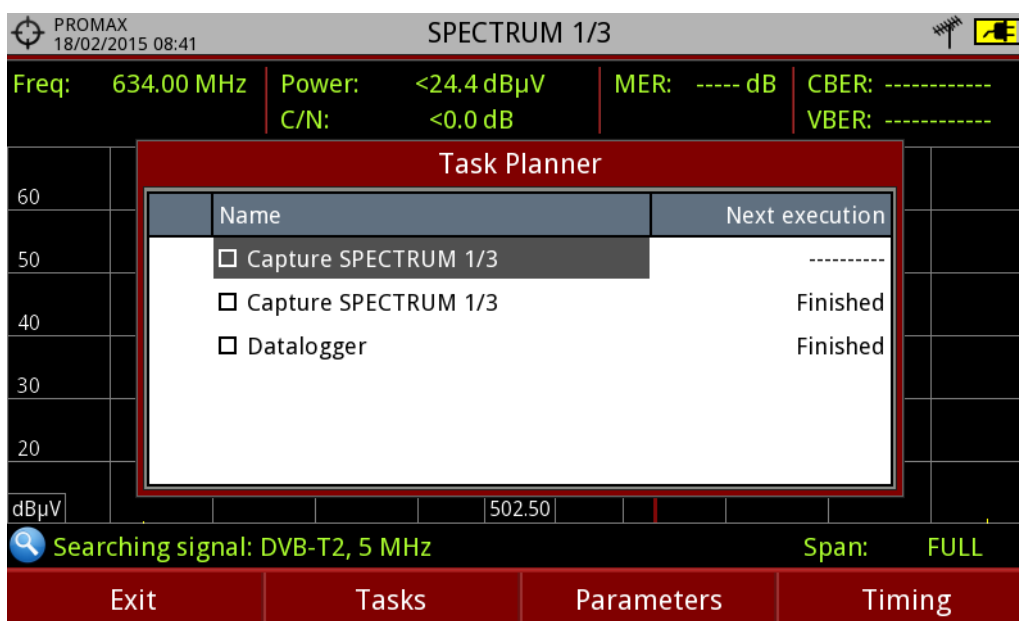 PROMAX
18/02/2015 08:41
SPECTRUM 1/3
Freq: 634.00 MHz Power: <24.4 dBµV MER: ----- dB CBER: ------------
C/N: <0.0 dB VBER: ------------
Task Planner
Name Next execution
Capture SPECTRUM 1/3 ----------
Capture SPECTRUM 1/3 Finished
Datalogger Finished
60
50
40
30
20
dBµV 502.50
Searching signal: DVB-T2, 5 MHz Span: FULL
Exit Tasks Parameters Timing